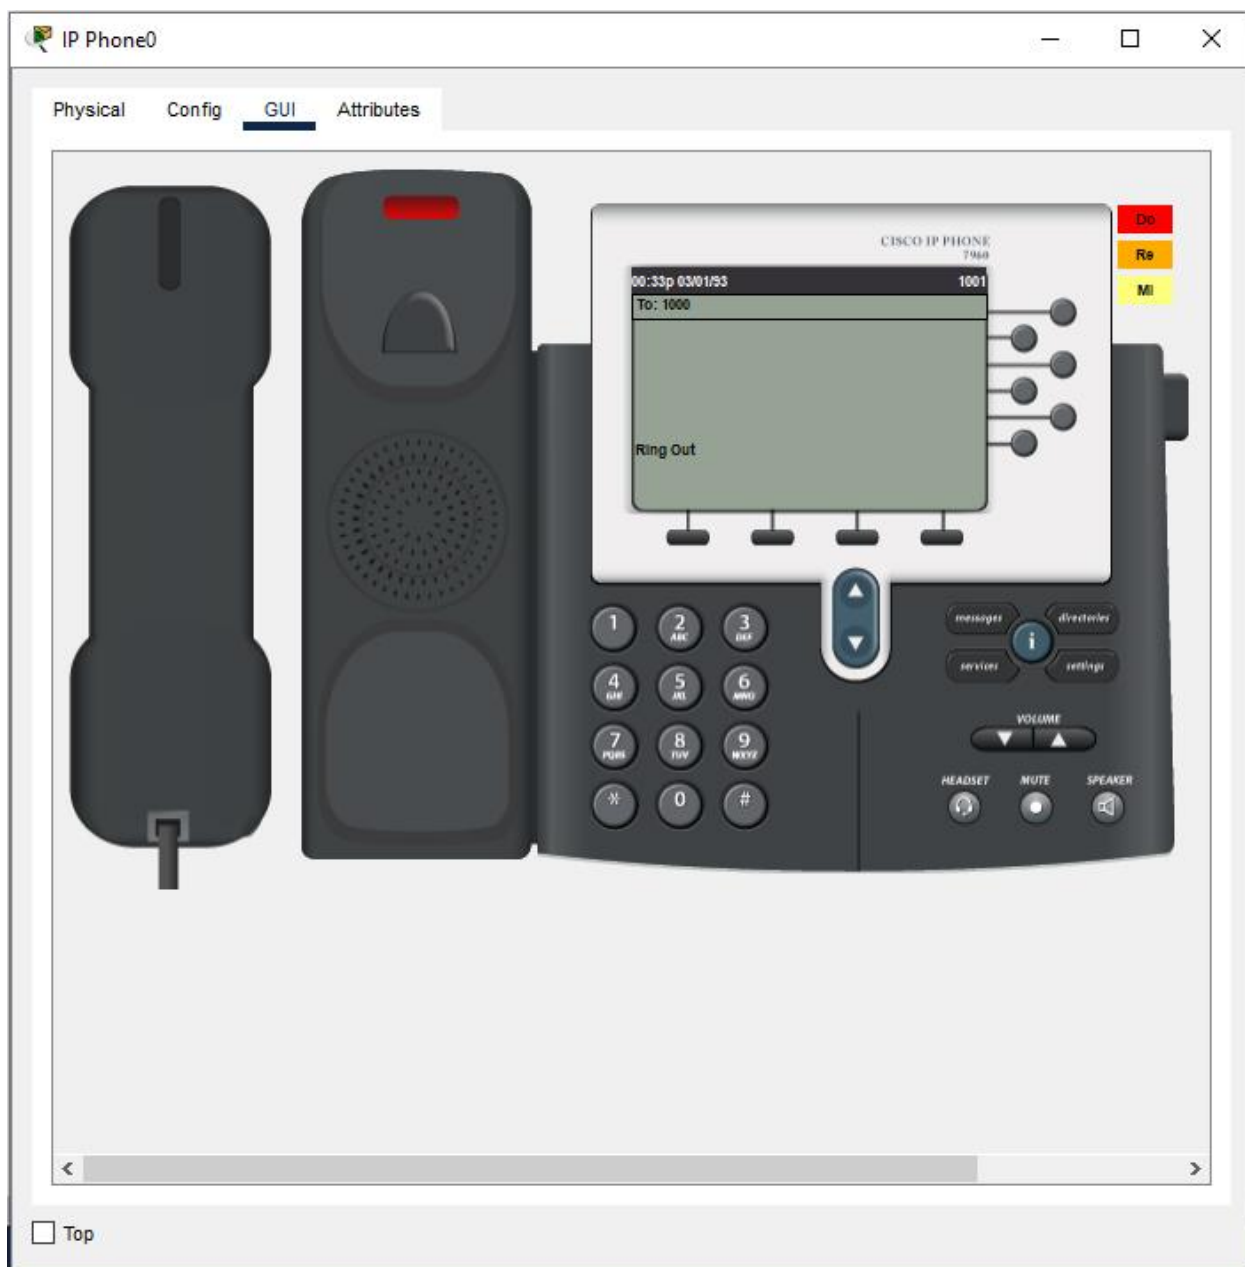 IP Phone0
Physical Config GUI Attributes
CISCO IP PHONE
7960
Do
Re
MI
00:33p 03/01/93 1001
To: 1000
Ring Out
1 2 ABC 3 DEF
4 GHI 5 JKL 6 MNO
7 PQRS 8 TUV 9 WXYZ
* 0 #
messages directories
i
services settings
VOLUME
HEADSET MUTE SPEAKER
Top